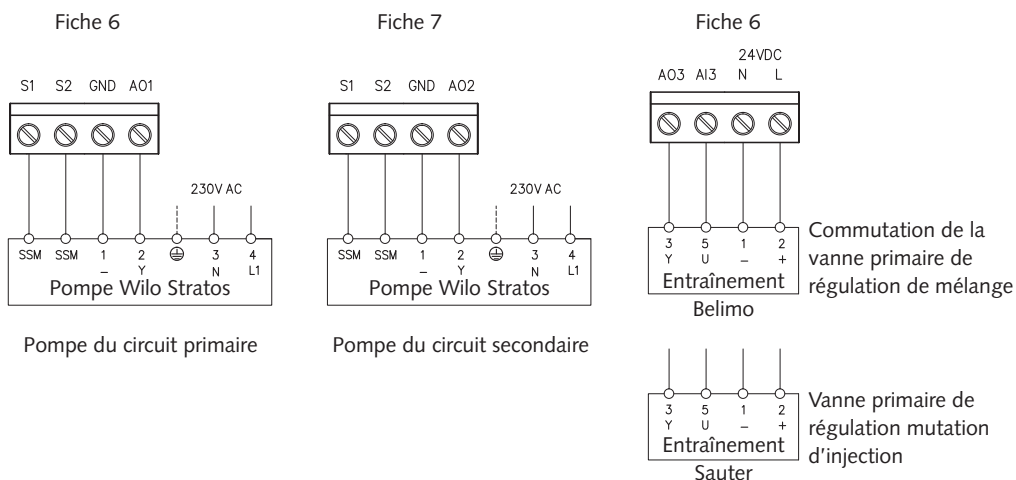 Fiche 6
S1 S2 GND AO1
230V AC
SSM SSM 1 2 3 4
– Y N L1
Pompe Wilo Stratos
Pompe du circuit primaire
Fiche 7
S1 S2 GND AO2
230V AC
SSM SSM 1 2 3 4
– Y N L1
Pompe Wilo Stratos
Pompe du circuit secondaire
Fiche 6
24VDC
AO3 AI3 N L
3 5 1 2
Y U – +
Entraînement
Belimo
Commutation de la
vanne primaire de
régulation de mélange
3 5 1 2
Y U – +
Entraînement
Sauter
Vanne primaire de
régulation mutation
d'injection